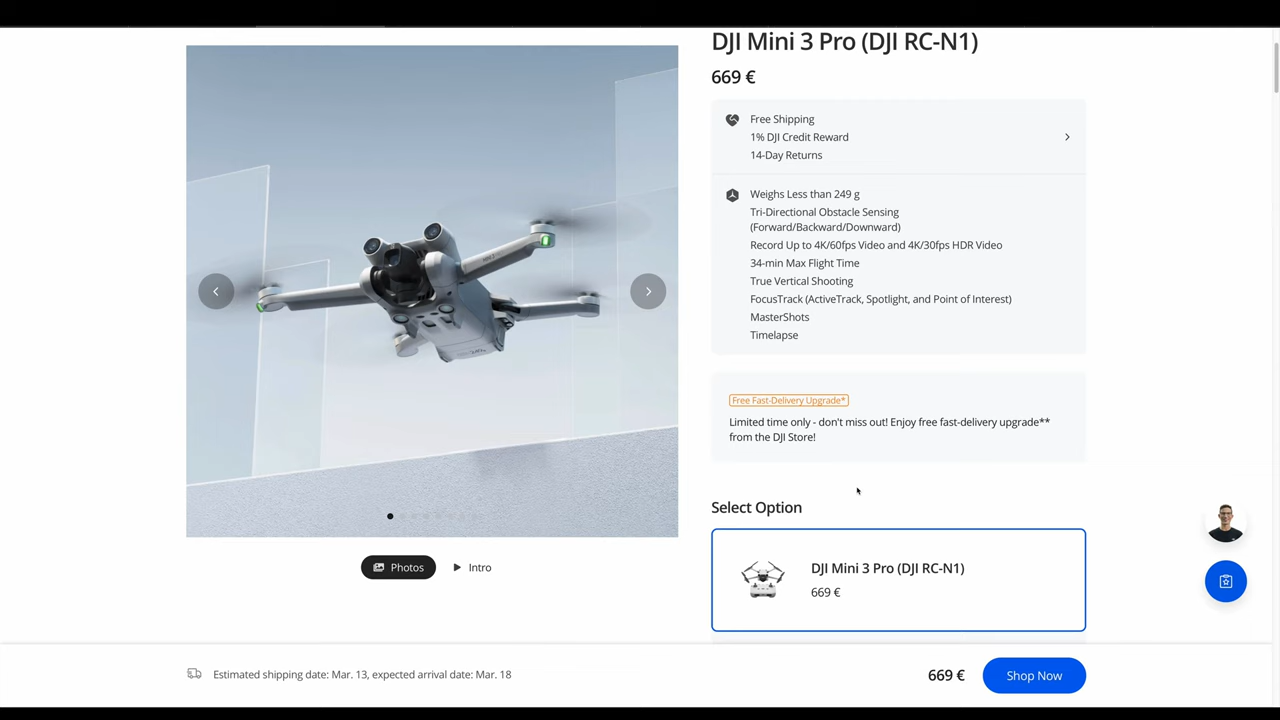 DJI Mini 3 Pro (DJI RC-N1)
669 €
Free Shipping
1% DJI Credit Reward
14-Day Returns
Weighs Less than 249 g
Tri-Directional Obstacle Sensing
(Forward/Backward/Downward)
Record Up to 4K/60fps Video and 4K/30fps HDR Video
34-min Max Flight Time
True Vertical Shooting
FocusTrack (ActiveTrack, Spotlight, and Point of Interest)
MasterShots
Timelapse
Free Fast-Delivery Upgrade*
Limited time only - don't miss out! Enjoy free fast-delivery upgrade**
from the DJI Store!
Select Option
DJI Mini 3 Pro (DJI RC-N1)
669 €
Photos
Intro
Estimated shipping date: Mar. 13, expected arrival date: Mar. 18
669 €
Shop Now